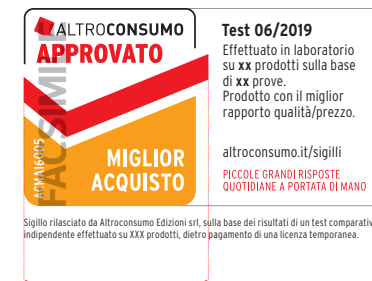 ALTROCONSUMO
APPROVATO
FACSIMILE
ACMA16005
MIGLIOR
ACQUISTO
Test 06/2019
Effettuato in laboratorio
su xx prodotti sulla base
di xx prove.
Prodotto con il miglior
rapporto qualità/prezzo.
altroconsumo.it/sigilli
PICCOLE GRANDI RISPOSTE
QUOTIDIANE A PORTATA DI MANO
Sigillo rilasciato da Altroconsumo Edizioni srl, sulla base dei risultati di un test comparativ
indipendente effettuato su XXX prodotti, dietro pagamento di una licenza temporanea.